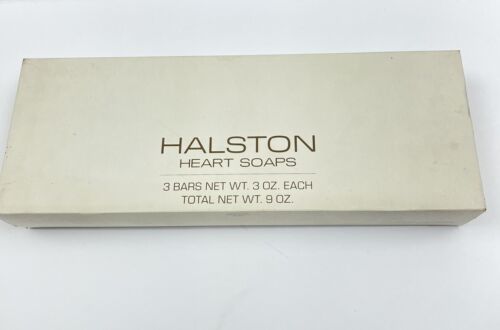 HALSTON
HEART SOAPS
3 BARS NET WT. 3 OZ. EACH
TOTAL NET WT. 9 OZ.